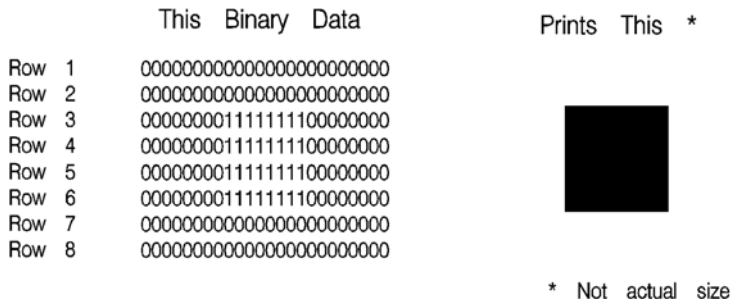 This Binary Data Prints This *
Row 1 000000000000000000000000
Row 2 000000000000000000000000
Row 3 000000001111111100000000
Row 4 000000001111111100000000
Row 5 000000001111111100000000
Row 6 000000001111111100000000
Row 7 000000000000000000000000
Row 8 000000000000000000000000
* Not actual size